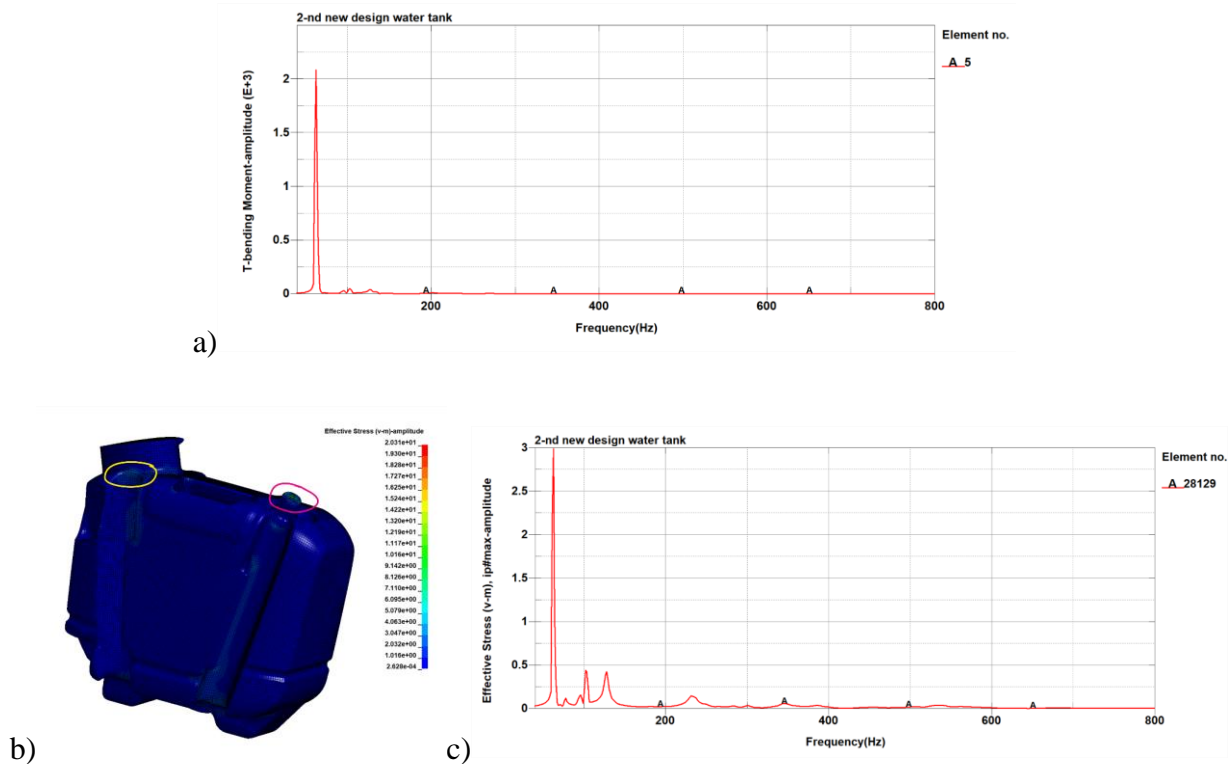 2-nd new design water tank
Element no.
A 5
T-bending Moment-amplitude (E+3)
2
1.5
1
0.5
0
A A A A
200 400 600 800
Frequency(Hz)
a)
Effective Stress (v-m)-amplitude
2.031e+01
1.930e+01
1.828e+01
1.727e+01
1.625e+01
1.524e+01
1.422e+01
1.320e+01
1.219e+01
1.117e+01
1.016e+01
9.142e+00
8.126e+00
7.110e+00
6.095e+00
5.079e+00
4.063e+00
3.047e+00
2.032e+00
1.016e+00
2.628e-04
b)
2-nd new design water tank
Element no.
A 28129
Effective Stress (v-m), ip#max-amplitude
3
2.5
2
1.5
1
0.5
0
A A A A
200 400 600 800
Frequency(Hz)
c)